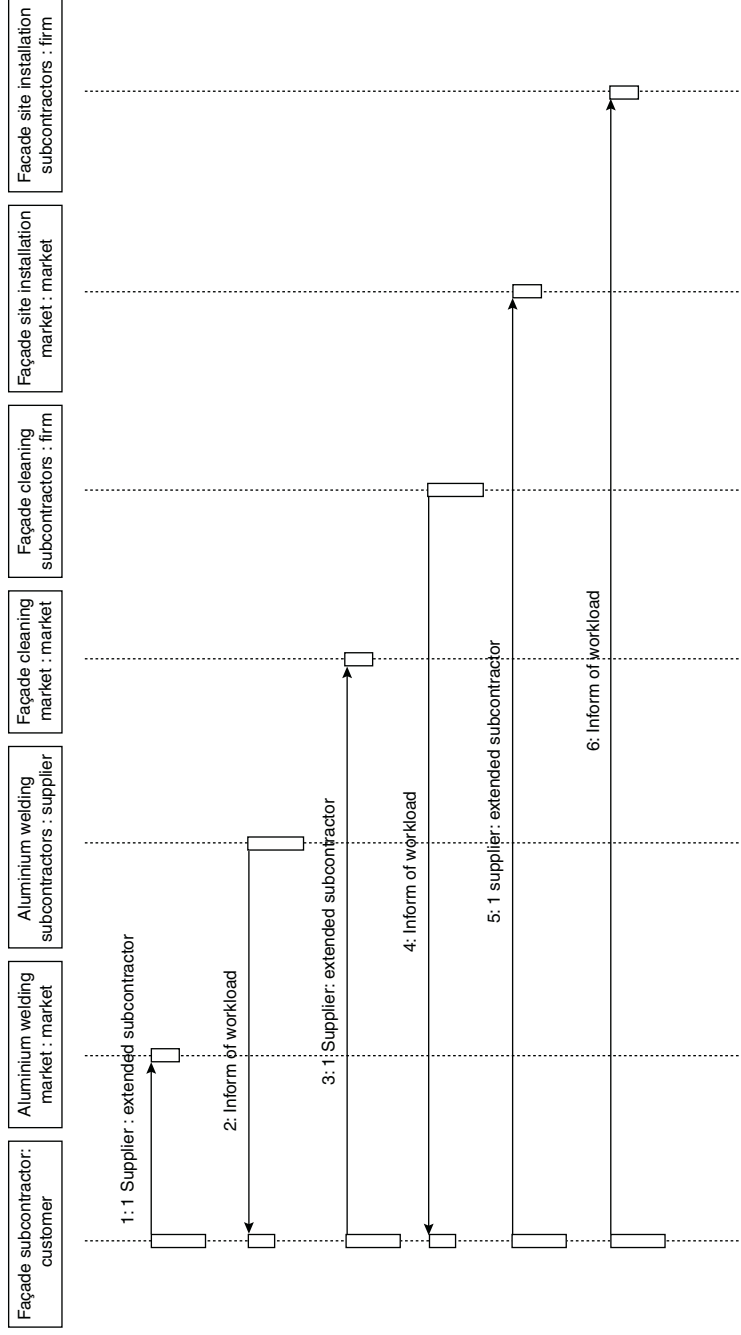 Façade subcontractor:
customer
Aluminium welding
market : market
Aluminium welding
subcontractors : supplier
Façade cleaning
market : market
Façade cleaning
subcontractors : firm
Façade site installation
market : market
Facade site installation
subcontractors : firm
1: 1 Supplier : extended subcontractor
2: Inform of workload
3: 1 Supplier: extended subcontractor
4: Inform of workload
5: 1 supplier: extended subcontractor
6: Inform of workload